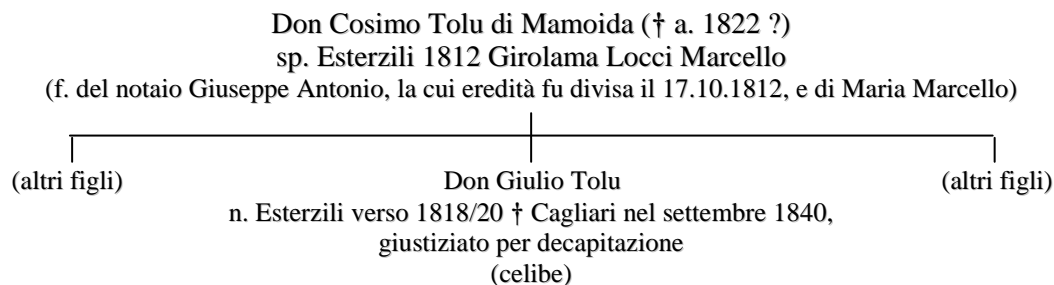 Don Cosimo Tolu di Mamoida († a. 1822 ?)
sp. Esterzili 1812 Girolama Locci Marcello
(f. del notaio Giuseppe Antonio, la cui eredità fu divisa il 17.10.1812, e di Maria Marcello)
(altri figli) Don Giulio Tolu (altri figli)
n. Esterzili verso 1818/20 † Cagliari nel settembre 1840,
giustiziato per decapitazione
(celibe)